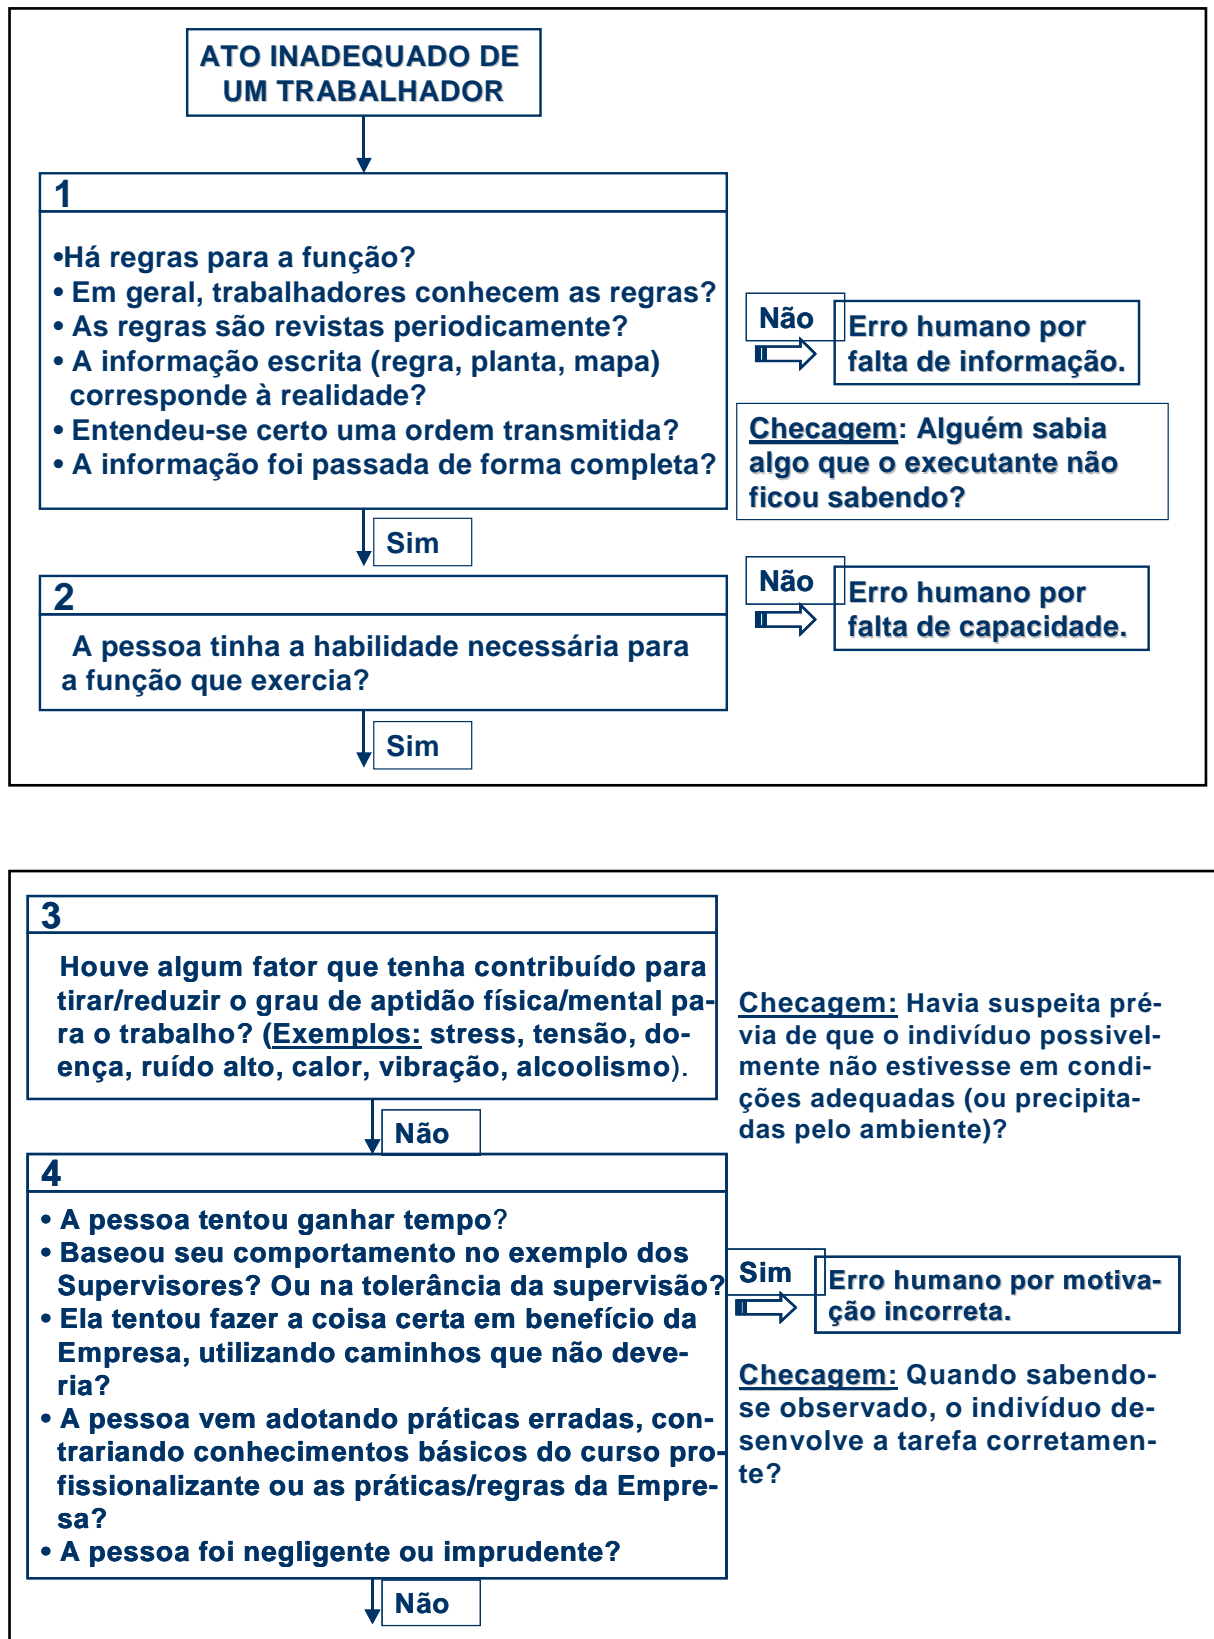 ATO INADEQUADO DE
UM TRABALHADOR
1
•Há regras para a função?
• Em geral, trabalhadores conhecem as regras?
• As regras são revistas periodicamente?
• A informação escrita (regra, planta, mapa)
corresponde à realidade?
• Entendeu-se certo uma ordem transmitida?
• A informação foi passada de forma completa?
Não
Erro humano por
falta de informação.
Checagem: Alguém sabia
algo que o executante não
ficou sabendo?
Sim
2
A pessoa tinha a habilidade necessária para
a função que exercia?
Não
Erro humano por
falta de capacidade.
Sim
3
Houve algum fator que tenha contribuído para
tirar/reduzir o grau de aptidão física/mental pa-
ra o trabalho? (Exemplos: stress, tensão, do-
ença, ruído alto, calor, vibração, alcoolismo).
Checagem: Havia suspeita pré-
via de que o indivíduo possivel-
mente não estivesse em condi-
ções adequadas (ou precipita-
das pelo ambiente)?
Não
4
• A pessoa tentou ganhar tempo?
• Baseou seu comportamento no exemplo dos
Supervisores? Ou na tolerância da supervisão?
• Ela tentou fazer a coisa certa em benefício da
Empresa, utilizando caminhos que não deve-
ria?
• A pessoa vem adotando práticas erradas, con-
trariando conhecimentos básicos do curso pro-
fissionalizante ou as práticas/regras da Empre-
sa?
• A pessoa foi negligente ou imprudente?
Sim
Erro humano por motiva-
ção incorreta.
Checagem: Quando sabendo-
se observado, o indivíduo de-
senvolve a tarefa corretamen-
te?
Não